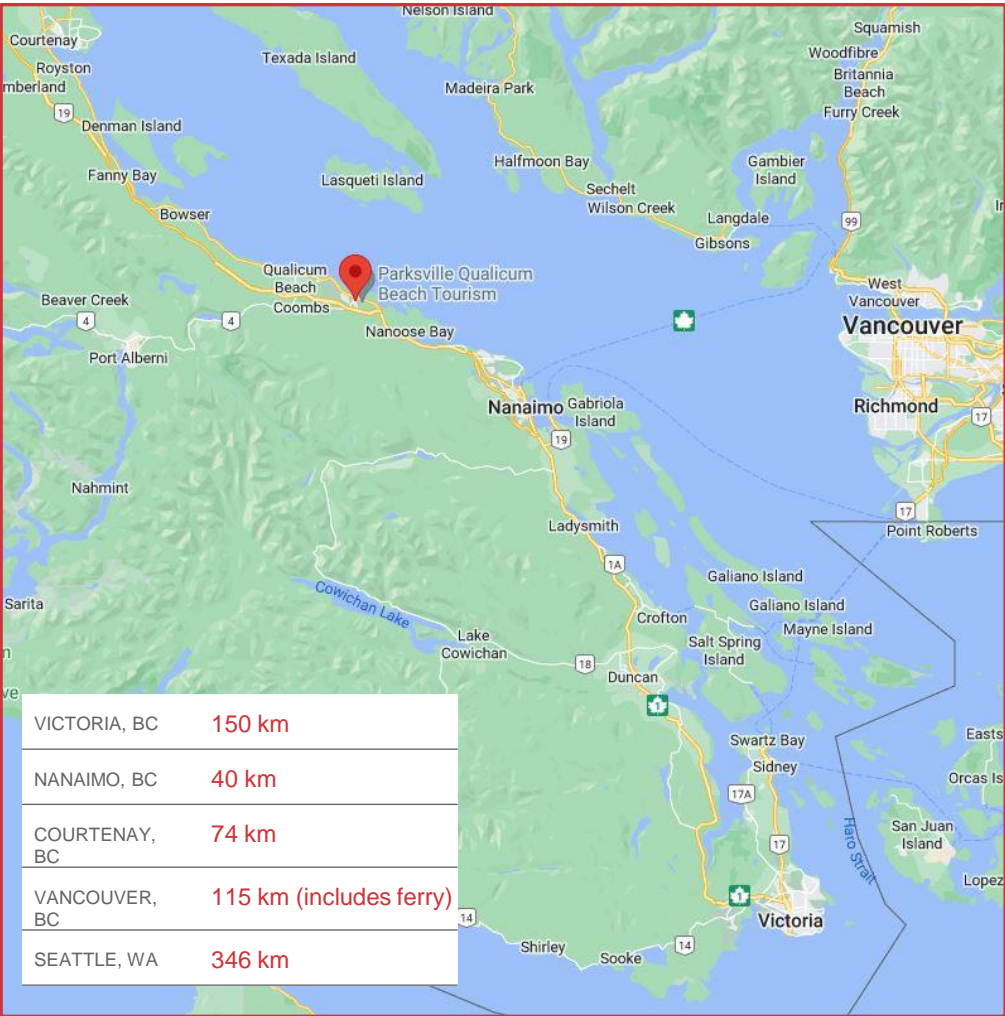 Nelson Island
Courtenay
Squamish
Texada Island
Woodfibre
Royston
mberland
Britannia
Beach
Madeira Park
19
Furry Creek
Denman Island
Halfmoon Bay
Gambier
Island
Fanny Bay
Lasqueti Island
Sechelt
Wilson Creek
Bowser
Langdale
99
Gibsons
Qualicum
Beach
Parksville Qualicum
Beach Tourism
West
Vancouver
Beaver Creek
Coombs
4
4
Nanoose Bay
Vancouver
Port Alberni
Nanaimo
Gabriola
Island
Richmond
17
19
Nahmint
17
Ladysmith
Point Roberts
1A
Galiano Island
Cowichan Lake
Sarita
Galiano Island
Crofton
Mayne Island
Lake
Cowichan
Salt Spring
Island
18
Duncan
ve
1
VICTORIA, BC 150 km
Swartz Bay
Easts
Sidney
NANAIMO, BC 40 km
Orcas Is
17A
COURTENAY,
BC
74 km
San Juan
Island
Haro Strait
17
VANCOUVER,
BC
115 km (includes ferry)
Lopez
1
14
Victoria
Shirley
14
SEATTLE, WA 346 km
Sooke